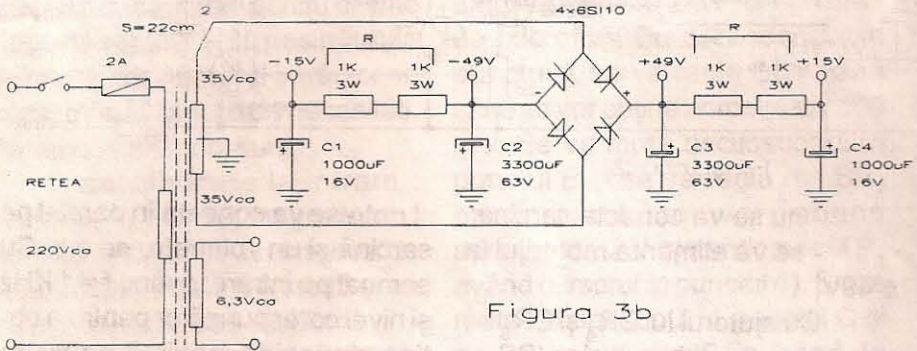 2
S=22cm
4x6SI10
2A
35Vca
-15V
R
1K
3W
1K
3W
-49V
-
+
+49V
R
1K
3W
1K
3W
+15V
C1
1000uF
16V
C2
3300uF
63V
+
C3
3300uF
63V
+
C4
1000uF
16V
RETEA
35Vca
220Vca
6,3Vca
Figura 3b